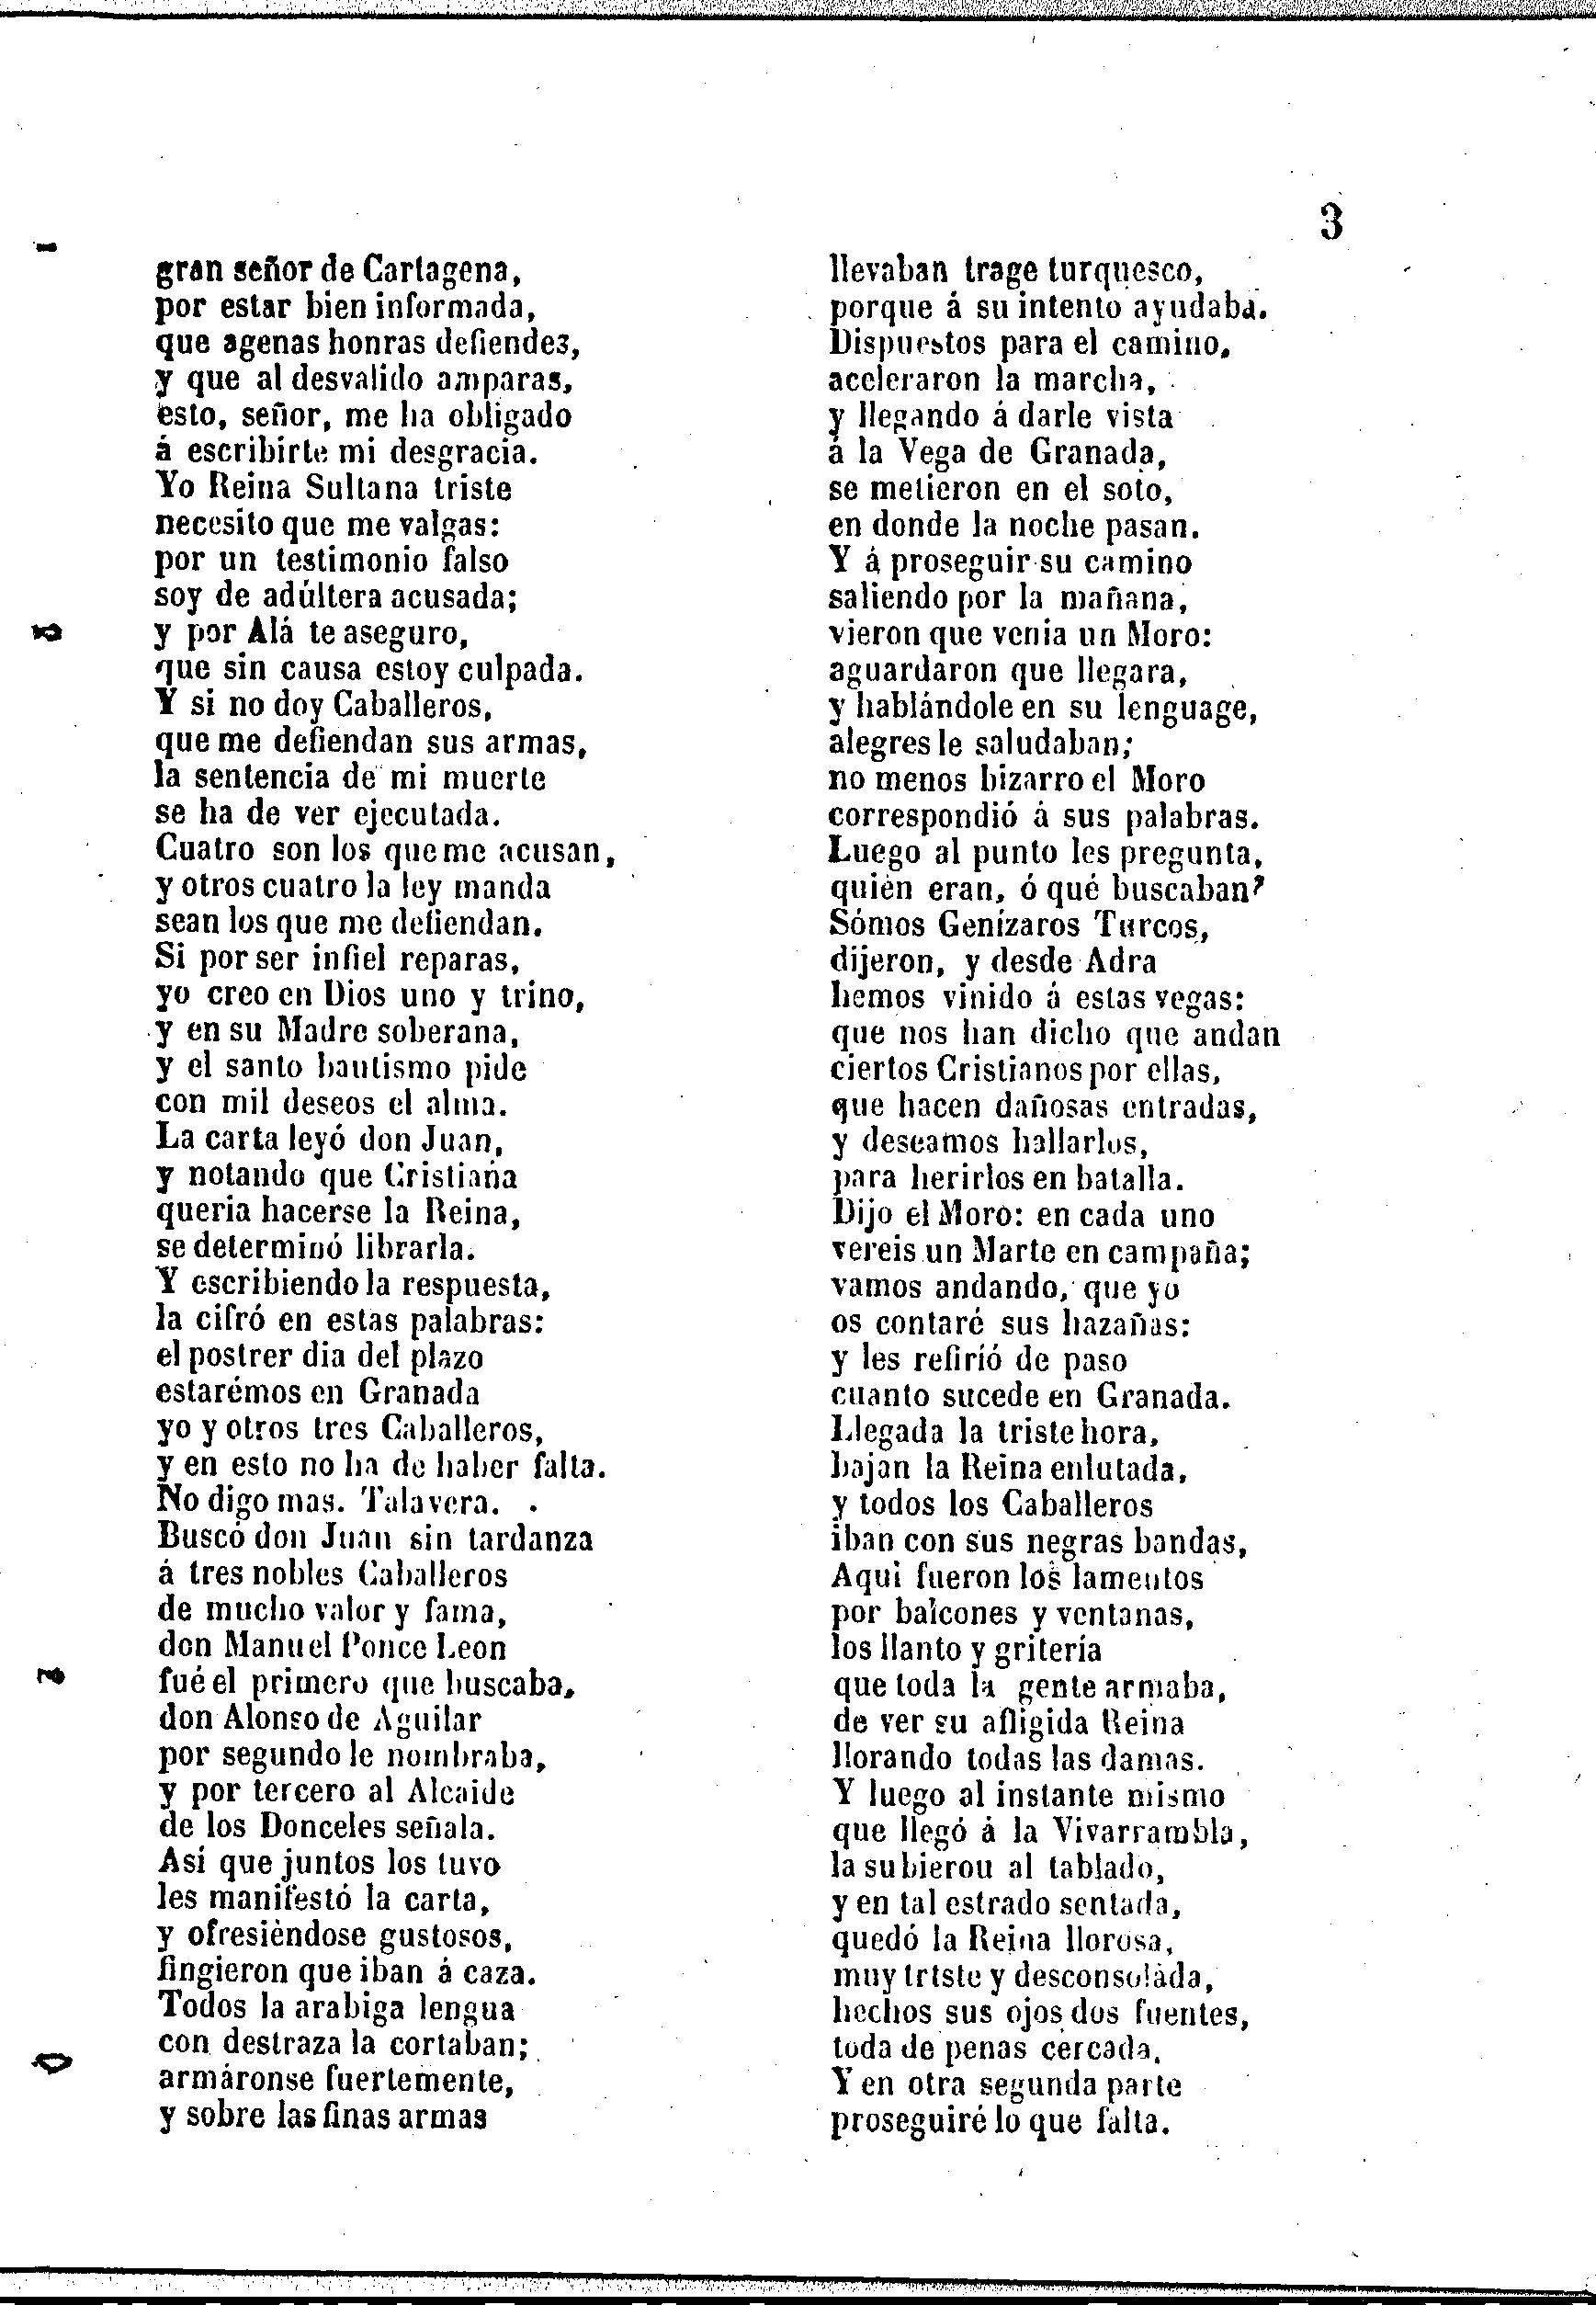 3
gran señor de Cartagena,
por estar bien informada,
que agenas honras defiendes,
y que al desvalido amparas,
esto, señor, me ha obligado
á escribirte mi desgracia.
Yo Reina Sultana triste
necesito que me valgas:
por un testimonio falso
soy de adúltera acusada;
y por Alá te aseguro,
que sin causa estoy culpada.
Y si no doy Caballeros,
que me defiendan sus armas,
la sentencia de mi muerte
se ha de ver ejecutada.
Cuatro son los que me acusan,
y otros cuatro la ley manda
sean los que me defiendan.
Si por ser infiel reparas,
yo creo en Dios uno y trino,
y en su Madre soberana,
y el santo bautismo pide
con mil deseos el alma.
La carta leyó don Juan,
y notando que Cristiana
queria hacerse la Reina,
se determinó librarla.
Y escribiendo la respuesta,
la cifró en estas palabras:
el postrer dia del plazo
estarémos en Granada
yo y otros tres Caballeros,
y en esto no ha de haber falta.
No digo mas. Talavera.
Buscó don Juan sin tardanza
á tres nobles Caballeros
de mucho valor y fama,
don Manuel Ponce Leon
fué el primero que buscaba,
don Alonso de Aguilar
por segundo le nombraba,
y por tercero al Alcaide
de los Donceles señala.
Así que juntos los tuvo
les manifestó la carta,
y ofresiéndose gustosos,
fingieron que iban á caza.
Todos la arabiga lengua
con destraza la cortaban;
armáronse fuertemente,
y sobre las finas armas
llevaban trage turquesco,
porque á su intento ayudaba.
Dispuestos para el camino,
aceleraron la marcha,
y llegando á darle vista
á la Vega de Granada,
se metieron en el soto,
en donde la noche pasan.
Y á proseguir su camino
saliendo por la mañana,
vieron que venia un Moro:
aguardaron que llegara,
y hablándole en su lenguage,
alegres le saludaban;
no menos bizarro el Moro
correspondió á sus palabras.
Luego al punto les pregunta,
quién eran, ó qué buscaban?
Sómos Genízaros Turcos,
dijeron, y desde Adra
hemos vinido á estas vegas:
que nos han dicho que andan
ciertos Cristianos por ellas,
que hacen dañosas entradas,
y deseamos hallarlos,
para herirlos en batalla.
Dijo el Moro: en cada uno
vereis un Marte en campaña;
vamos andando, que yo
os contaré sus hazañas:
y les refirió de paso
cuanto sucede en Granada.
Llegada la triste hora,
bajan la Reina enlutada,
y todos los Caballeros
iban con sus negras bandas,
Aqui fueron los lamentos
por balcones y ventanas,
los llanto y gritería
que toda la gente armaba,
de ver su afligida Reina
llorando todas las damas.
Y luego al instante mismo
que llegó á la Vivarrambla,
la subierou al tablado,
y en tal estrado sentada,
quedó la Reina llorosa,
muy trtste y desconsolada,
hechos sus ojos dos fuentes,
toda de penas cercada.
Y en otra segunda parte
proseguiré lo que falta.